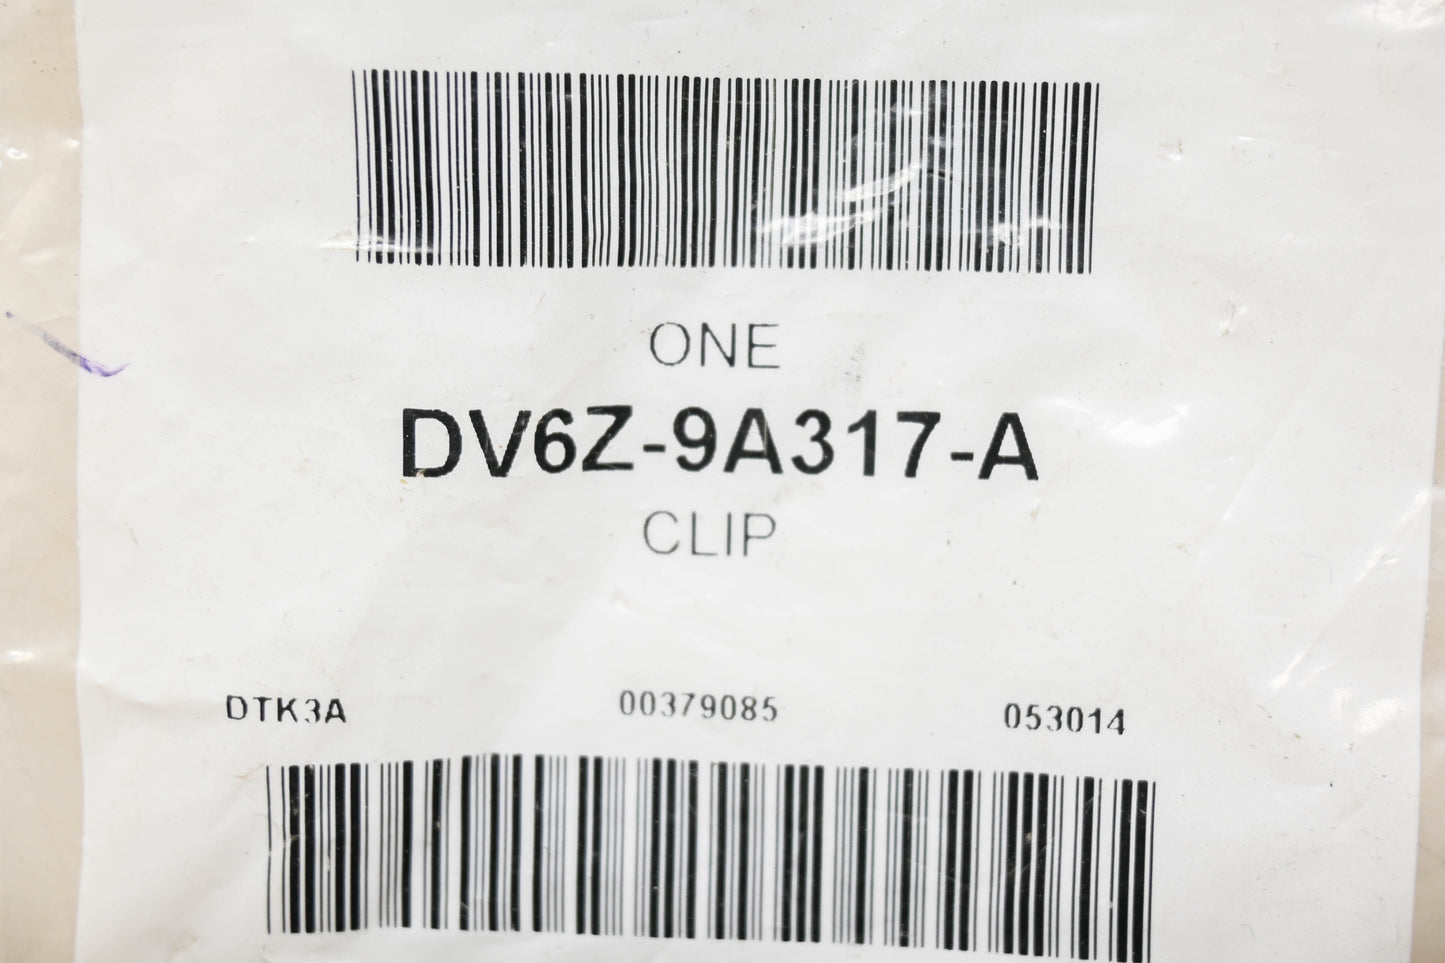 ONE
DV6Z-9A317-A
CLIP
DTK3A 00379085 053014